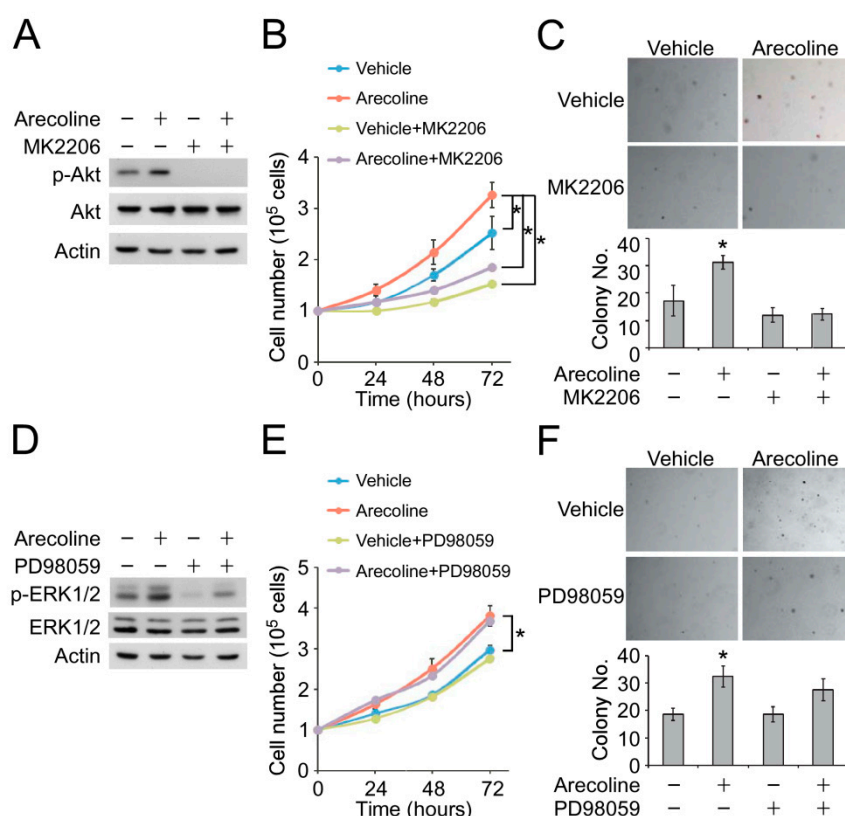 A
Arecoline − + − +
MK2206 − − + +
p-Akt
Akt
Actin
B
Vehicle
Arecoline
Vehicle+MK2206
Arecoline+MK2206
Cell number (10⁵ cells)
4
3
2
1
0
*
*
*
0 24 48 72
Time (hours)
C
Vehicle Arecoline
Vehicle
MK2206
Colony No.
40
30
20
10
0
*
Arecoline − + − +
MK2206 − − + +
D
Arecoline − + − +
PD98059 − − + +
p-ERK1/2
ERK1/2
Actin
E
Vehicle
Arecoline
Vehicle+PD98059
Arecoline+PD98059
Cell number (10⁵ cells)
5
4
3
2
1
0
*
0 24 48 72
Time (hours)
F
Vehicle Arecoline
Vehicle
PD98059
Colony No.
40
30
20
10
0
*
Arecoline − + − +
PD98059 − − + +